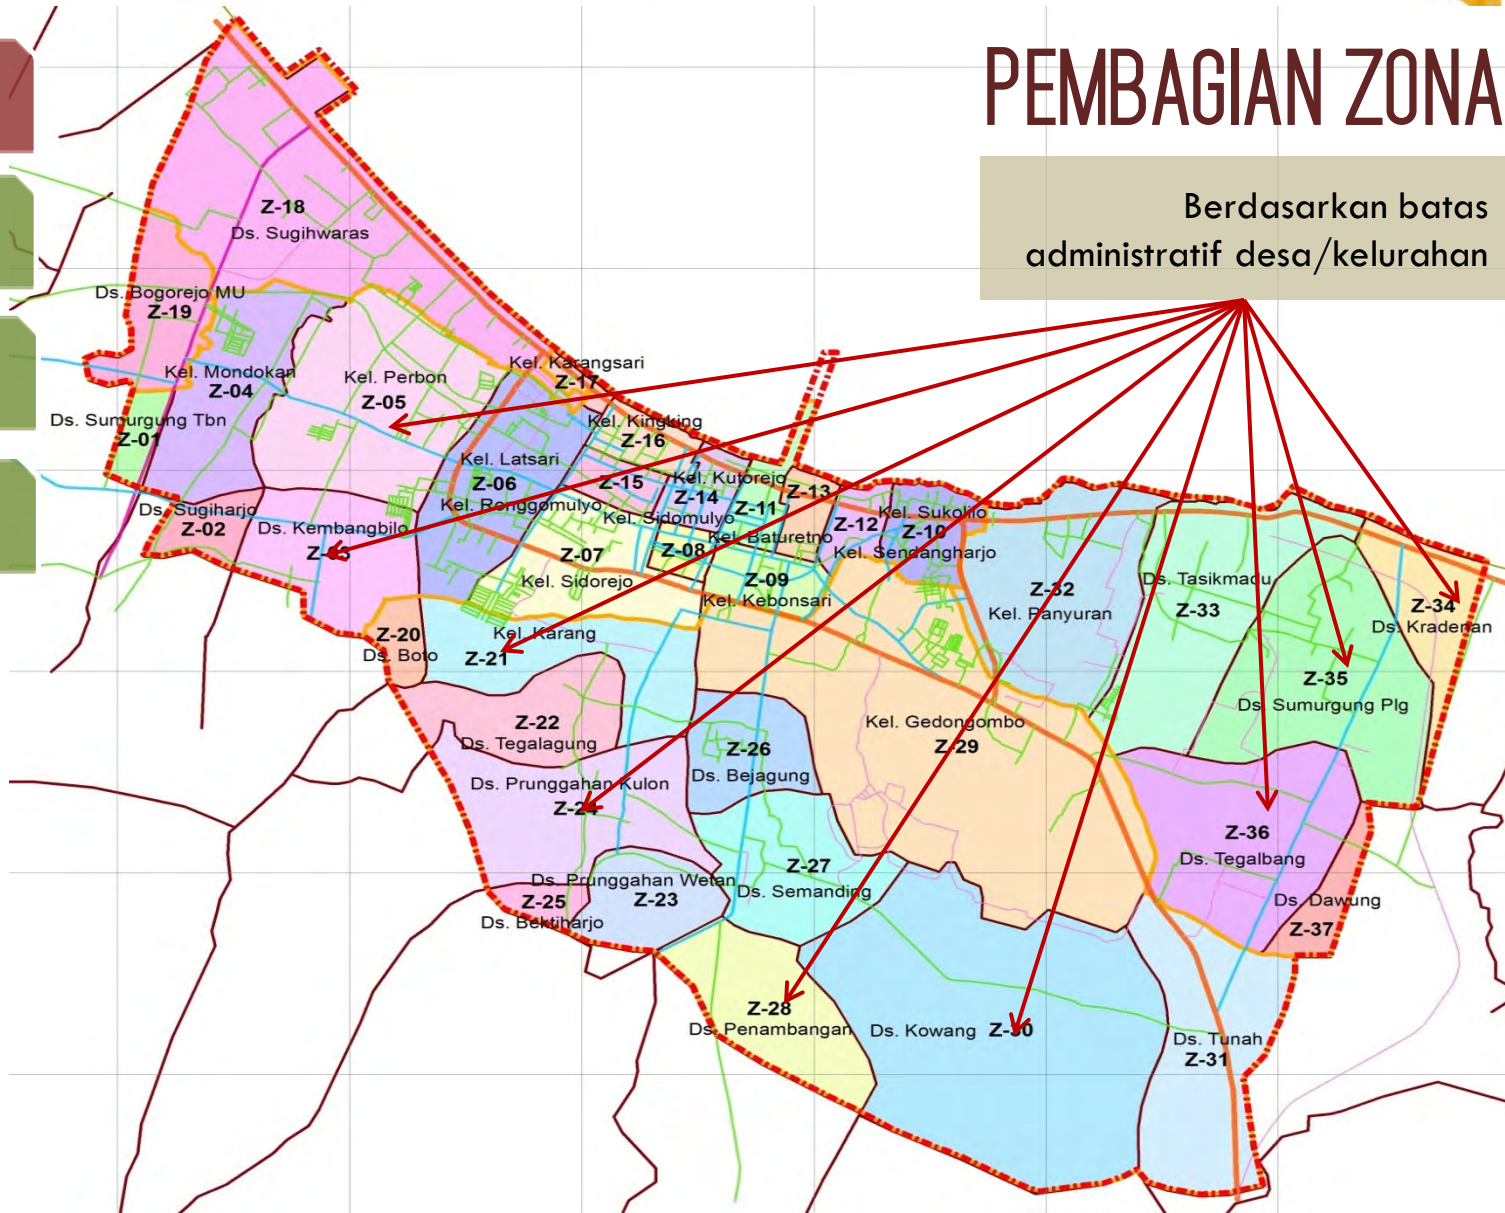 PEMBAGIAN ZONA
Berdasarkan batas
administratif desa/kelurahan
Z-18
Ds. Sugihwaras
Ds. Bogorejo MU
Z-19
Kel. Mondokan
Z-04
Kel. Perbon
Z-05
Kel. Karangsari
Z-17
Ds. Sumurgung Tbn
Z-01
Kel. Kingking
Z-16
Kel. Latsari
Z-06
Kel. Ronggomulyo
Z-15
Kel. Kutorejo
Z-14
Z-13
Kel. Sidomulyo
Z-11
Kel. Baturetno
Z-12
Kel. Sukolilo
Z-10
Kel. Sendangharjo
Ds. Sugiharjo
Z-02
Ds. Kembangbilo
Z-03
Z-07
Kel. Sidorejo
Z-08
Z-09
Kel. Kebonsari
Z-32
Kel. Panyuran
Ds. Tasikmadu
Z-33
Z-34
Ds. Kradenan
Z-20
Ds. Boto
Kel. Karang
Z-21
Z-35
Ds. Sumurgung Plg
Z-22
Ds. Tegalagung
Kel. Gedongombo
Z-29
Z-26
Ds. Bejagung
Ds. Prunggahan Kulon
Z-24
Z-36
Ds. Tegalbang
Z-27
Ds. Semanding
Ds. Prunggahan Wetan
Z-23
Z-25
Ds. Bektiharjo
Ds. Dawung
Z-37
Z-28
Ds. Penambangan
Ds. Kowang Z-30
Ds. Tunah
Z-31